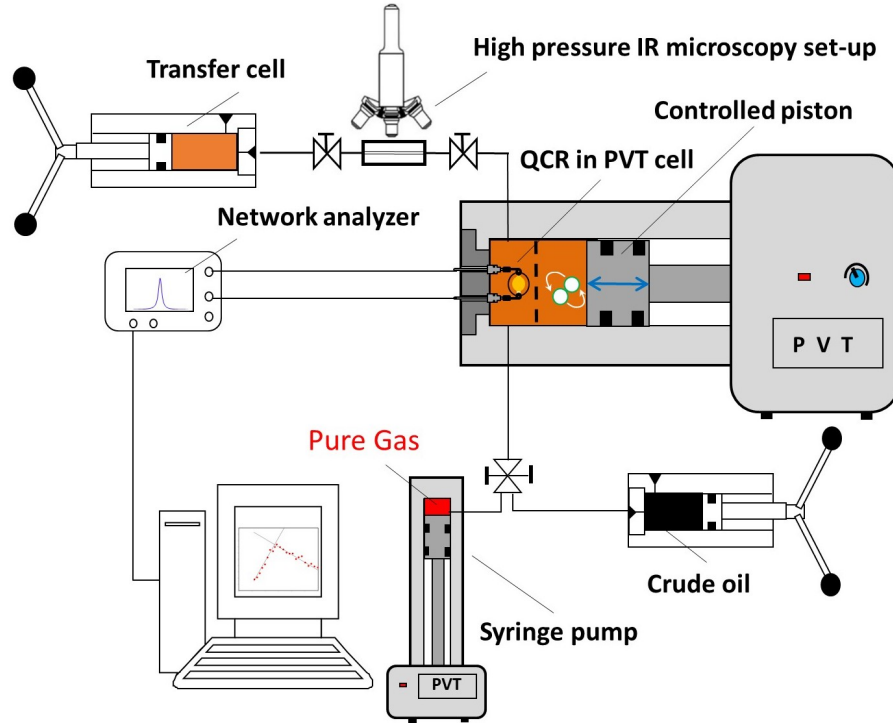 High pressure IR microscopy set-up
Transfer cell
Controlled piston
QCR in PVT cell
Network analyzer
P V T
Pure Gas
Crude oil
Syringe pump
PVT